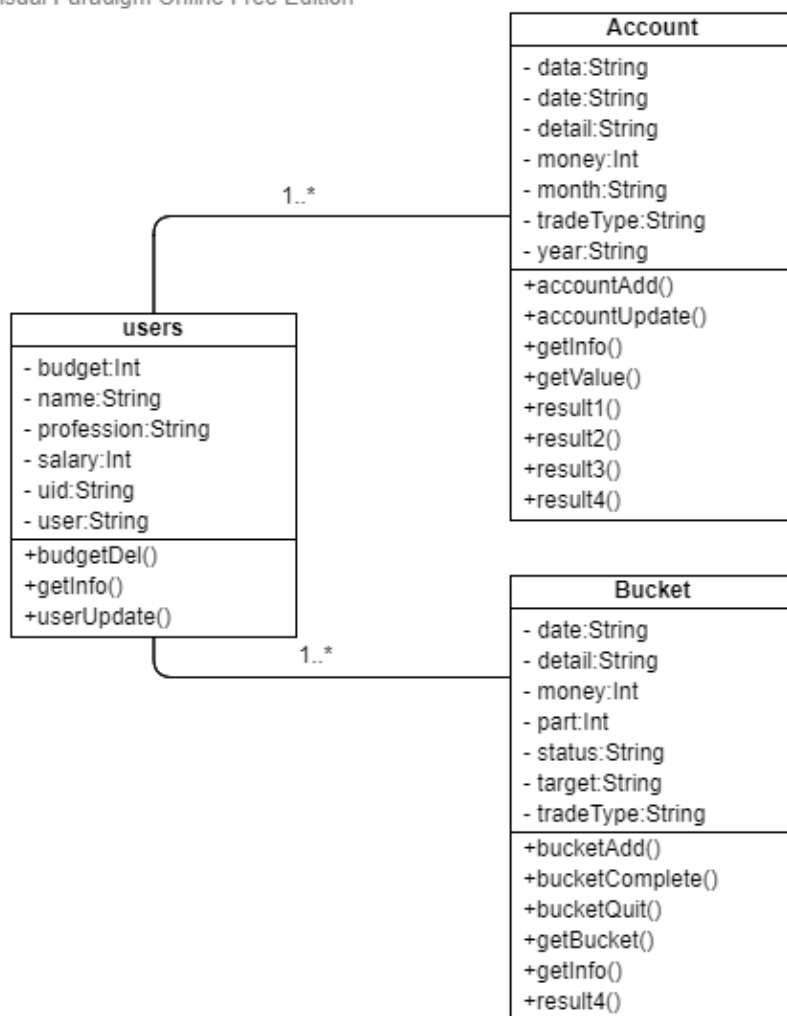 Paradigm Online Free Edition
Account
- data:String
- date:String
- detail:String
- money:Int
- month:String
- tradeType:String
- year:String
+accountAdd()
+accountUpdate()
+getInfo()
+getValue()
+result1()
+result2()
+result3()
+result4()
1..*
users
- budget:Int
- name:String
- profession:String
- salary:Int
- uid:String
- user:String
+budgetDel()
+getInfo()
+userUpdate()
1..*
Bucket
- date:String
- detail:String
- money:Int
- part:Int
- status:String
- target:String
- tradeType:String
+bucketAdd()
+bucketComplete()
+bucketQuit()
+getBucket()
+getInfo()
+result4()